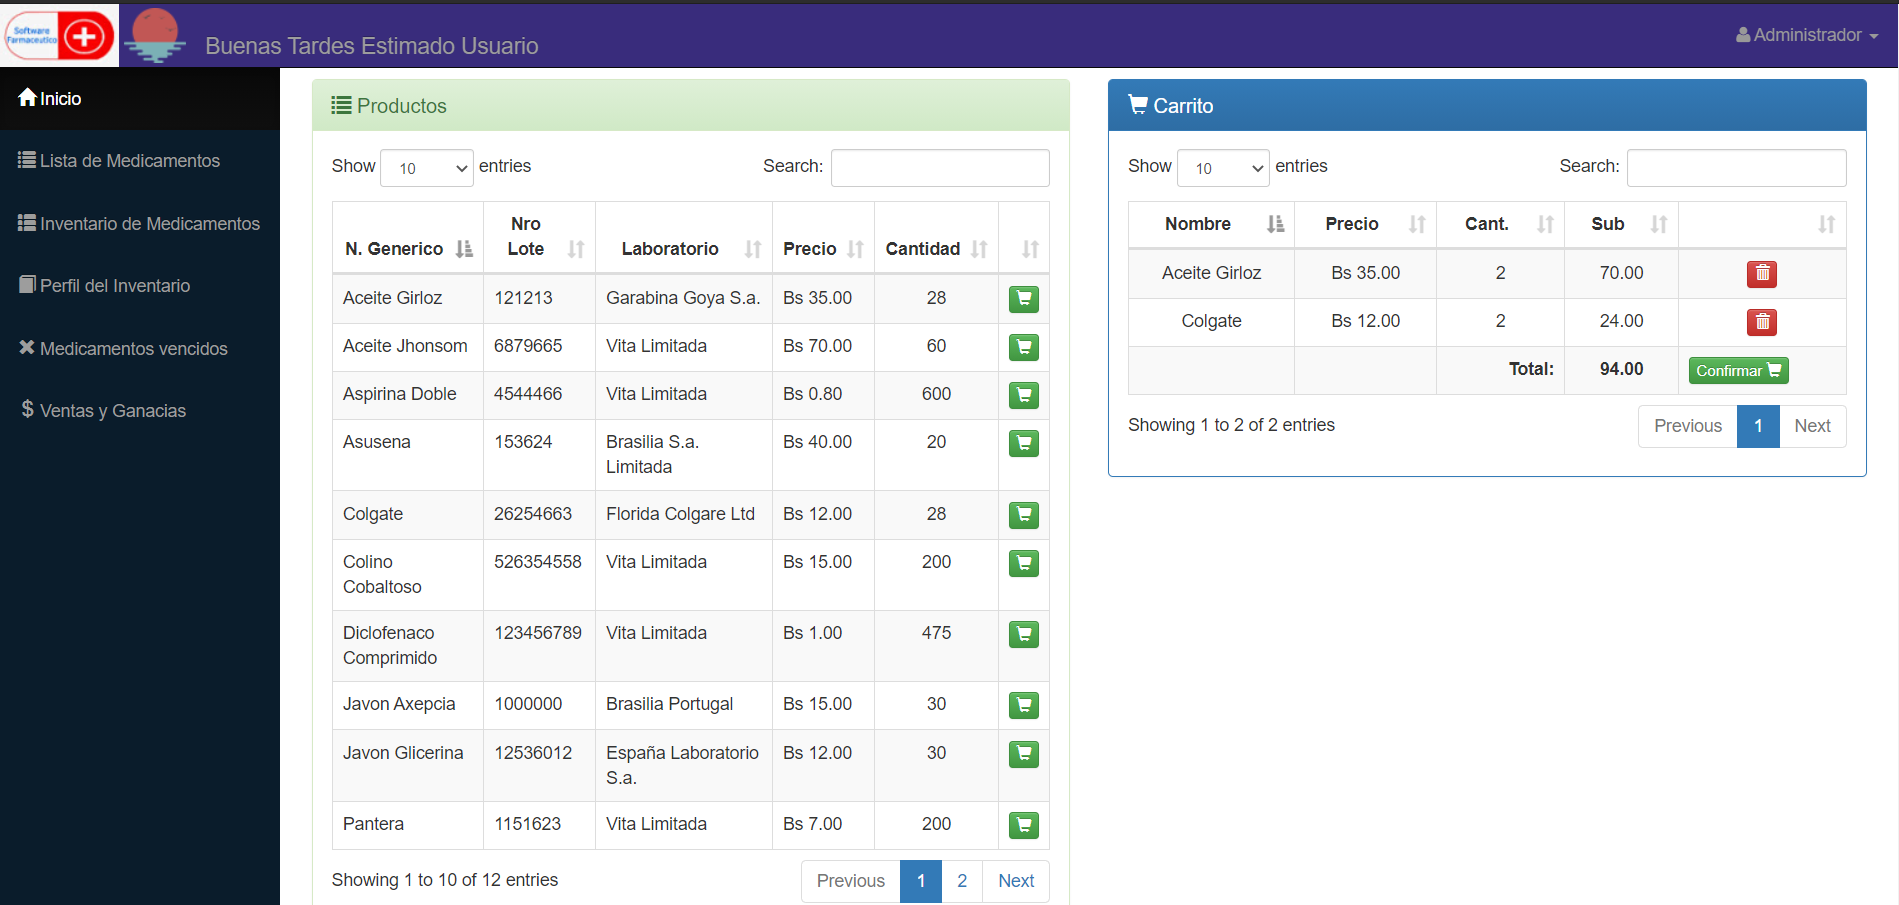 Software
Farmaceutico
Buenas Tardes Estimado Usuario
Administrador
Inicio
Lista de Medicamentos
Inventario de Medicamentos
Perfil del Inventario
Medicamentos vencidos
$ Ventas y Ganacias
Productos
Show 10 entries Search:
N. Generico Nro Lote Laboratorio Precio Cantidad
Aceite Girloz 121213 Garabina Goya S.a. Bs 35.00 28
Aceite Jhonsom 6879665 Vita Limitada Bs 70.00 60
Aspirina Doble 4544466 Vita Limitada Bs 0.80 600
Asusena 153624 Brasilia S.a. Limitada Bs 40.00 20
Colgate 26254663 Florida Colgare Ltd Bs 12.00 28
Colino Cobaltoso 526354558 Vita Limitada Bs 15.00 200
Diclofenaco Comprimido 123456789 Vita Limitada Bs 1.00 475
Javon Axepcia 1000000 Brasilia Portugal Bs 15.00 30
Javon Glicerina 12536012 España Laboratorio S.a. Bs 12.00 30
Pantera 1151623 Vita Limitada Bs 7.00 200
Showing 1 to 10 of 12 entries Previous 1 2 Next
Carrito
Show 10 entries Search:
Nombre Precio Cant. Sub
Aceite Girloz Bs 35.00 2 70.00
Colgate Bs 12.00 2 24.00
Total: 94.00 Confirmar
Showing 1 to 2 of 2 entries Previous 1 Next